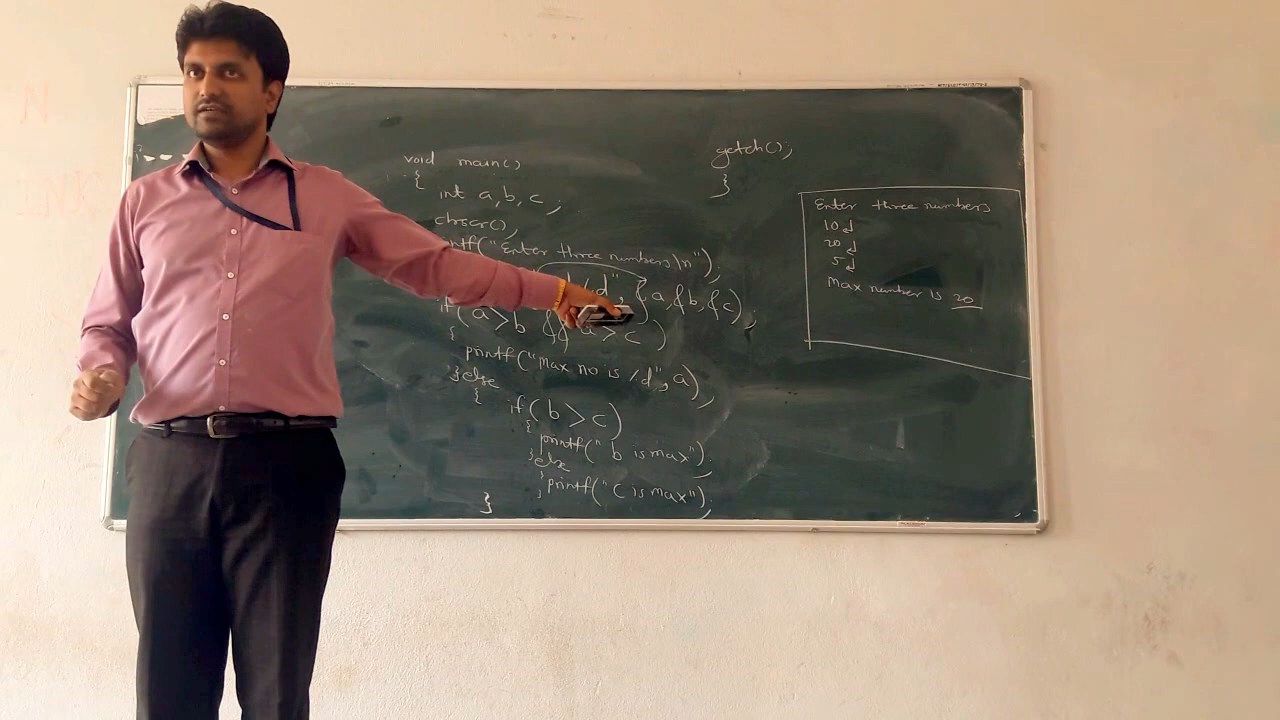 void main()
{
int a,b,c;
clrscr();
printf("Enter three numbers\n");
d", &a,&b,&c);
if(a>b && a>c)
{
printf("Max no is %d",a);
}else
{
if(b>c)
{
printf("b is max");
}else
{
printf("C is max");
}
}
getch();
}
Enter three numbers
10↲
20↲
5↲
Max number is 20